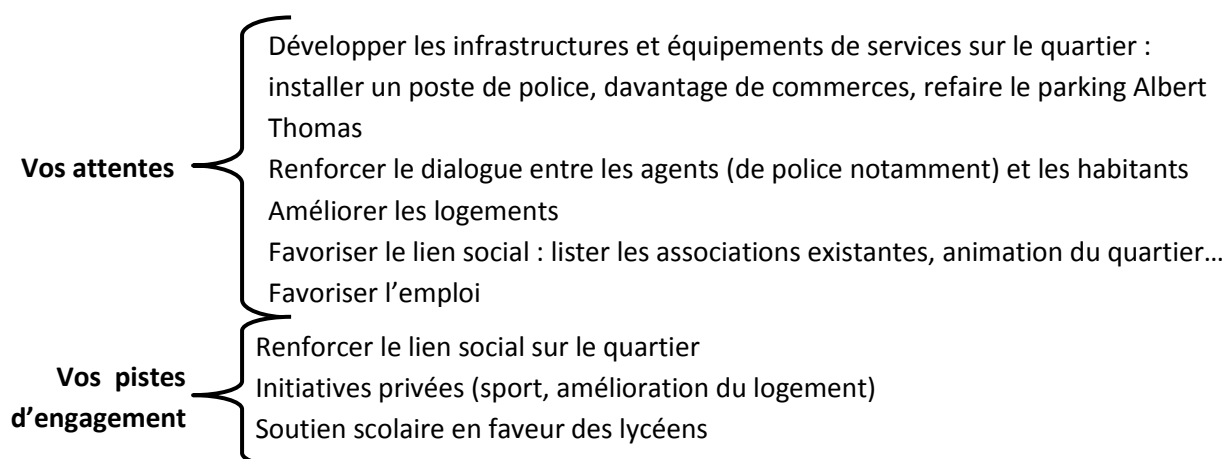 Développer les infrastructures et équipements de services sur le quartier :
installer un poste de police, davantage de commerces, refaire le parking Albert
Thomas
Vos attentes
Renforcer le dialogue entre les agents (de police notamment) et les habitants
Améliorer les logements
Favoriser le lien social : lister les associations existantes, animation du quartier…
Favoriser l’emploi
Renforcer le lien social sur le quartier
Vos pistes
d’engagement
Initiatives privées (sport, amélioration du logement)
Soutien scolaire en faveur des lycéens